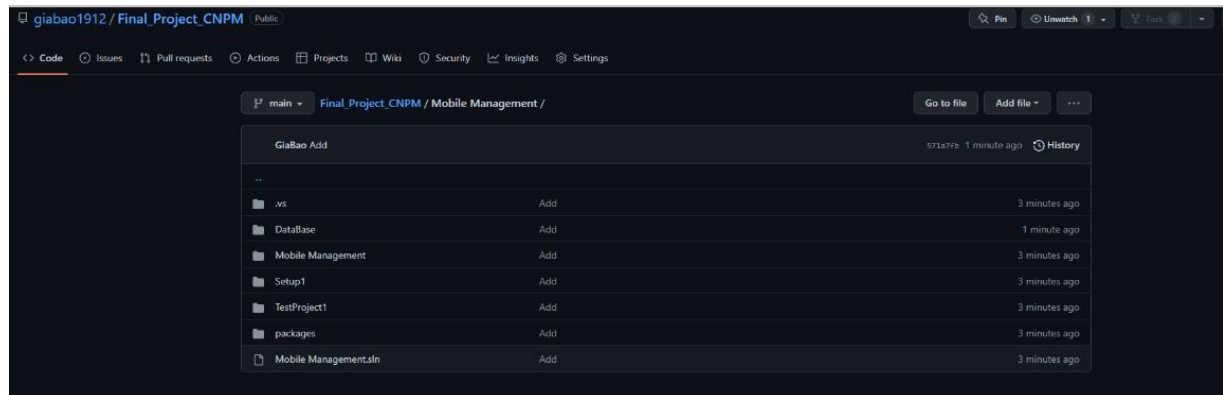 giabao1912 / Final_Project_CNPM Public Pin Unwatch 1 Fork
<> Code Issues Pull requests Actions Projects Wiki Security Insights Settings
main Final_Project_CNPM / Mobile Management / Go to file Add file ...
GiaBao Add 1 minute ago History
..
.vs Add 3 minutes ago
DataBase Add 1 minute ago
Mobile Management Add 3 minutes ago
Setup1 Add 3 minutes ago
TestProject1 Add 3 minutes ago
packages Add 3 minutes ago
Mobile Management.sln Add 3 minutes ago